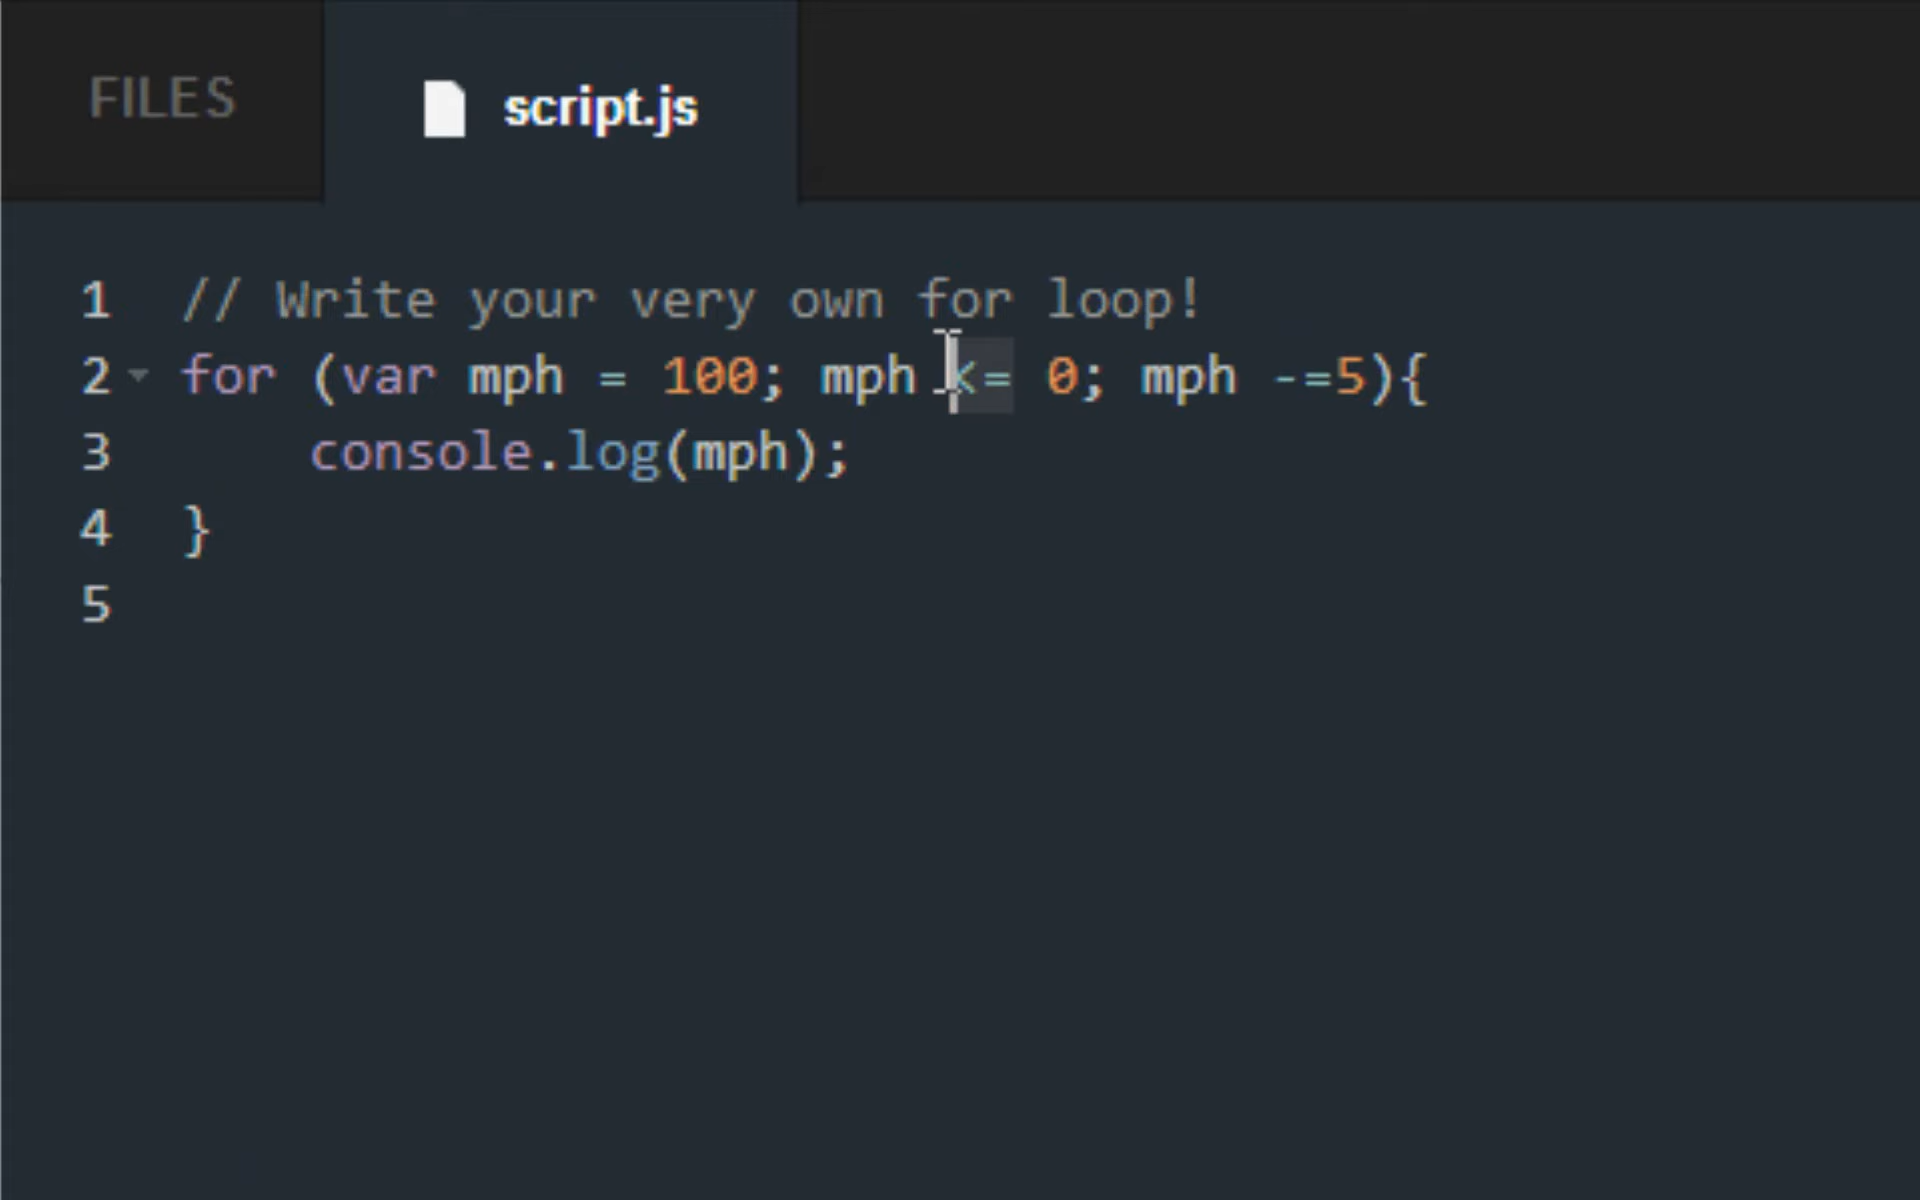 FILES
script.js
1 // Write your very own for loop!
2 for (var mph = 100; mph <= 0; mph -=5){
3     console.log(mph);
4 }
5